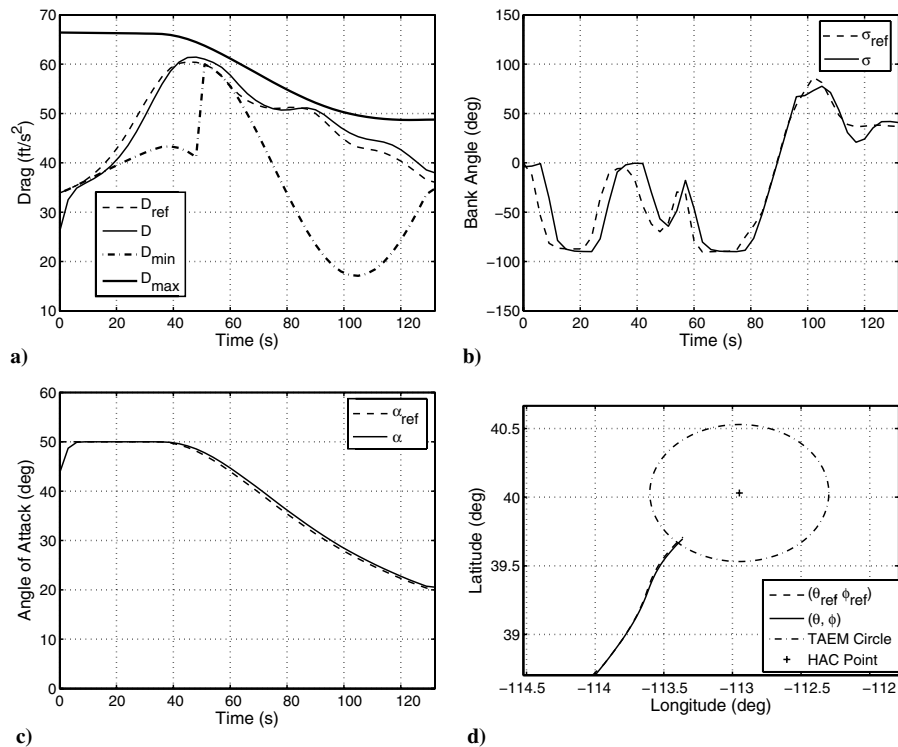 70
60
50
40
30
20
10
0 20 40 60 80 100 120
Drag (ft/s²)
Time (s)
D_ref
D
D_min
D_max
a)
150
100
50
0
−50
−100
−150
0 20 40 60 80 100 120
Bank Angle (deg)
Time (s)
σ_ref
σ
b)
60
50
40
30
20
10
0
0 20 40 60 80 100 120
Angle of Attack (deg)
Time (s)
α_ref
α
c)
40.5
40
39.5
39
−114.5 −114 −113.5 −113 −112.5 −112
Latitude (deg)
Longitude (deg)
(θ_ref ϕ_ref)
(θ, ϕ)
TAEM Circle
HAC Point
d)